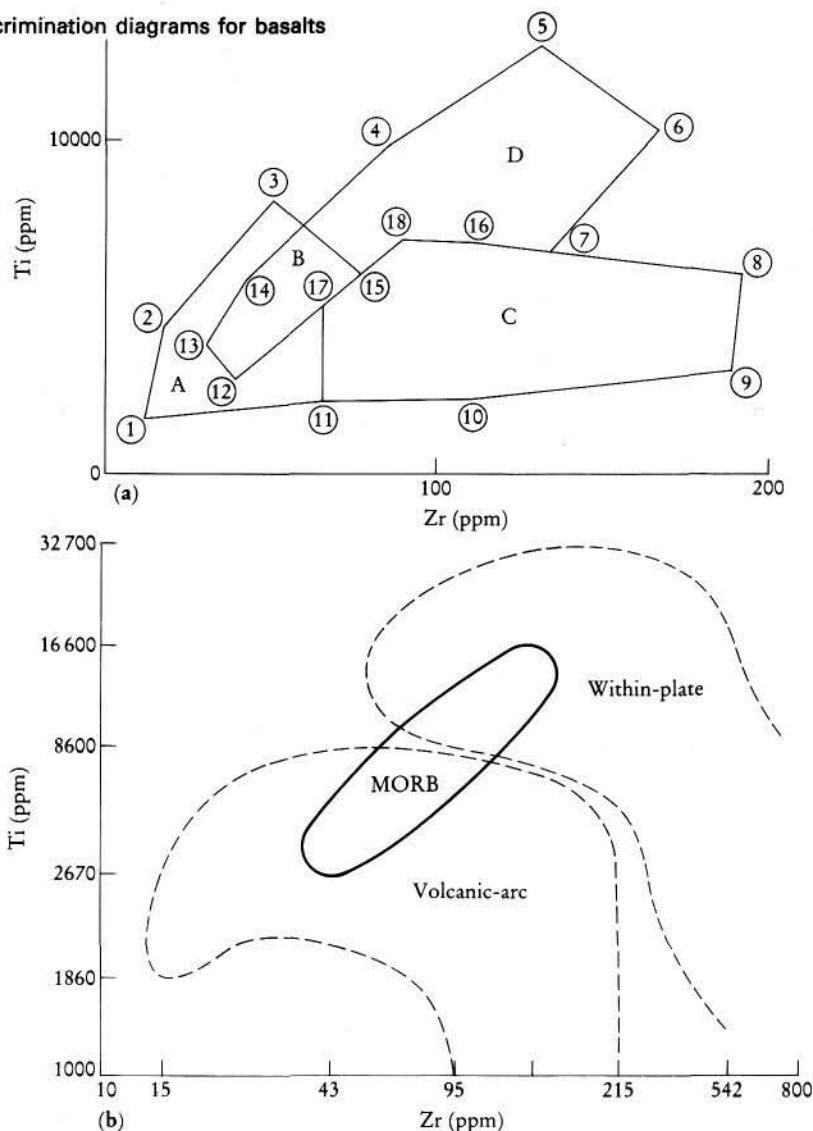 crimination diagrams for basalts
5
4
6
10000
D
3
18
16
7
B
8
Ti (ppm)
14
17
15
2
13
C
A
12
9
1
11
10
0
100
200
(a)
Zr (ppm)
32 700
16 600
Within-plate
8600
MORB
Ti (ppm)
2670
Volcanic-arc
1860
1000
10
15
43
95
215
542
800
(b)
Zr (ppm)